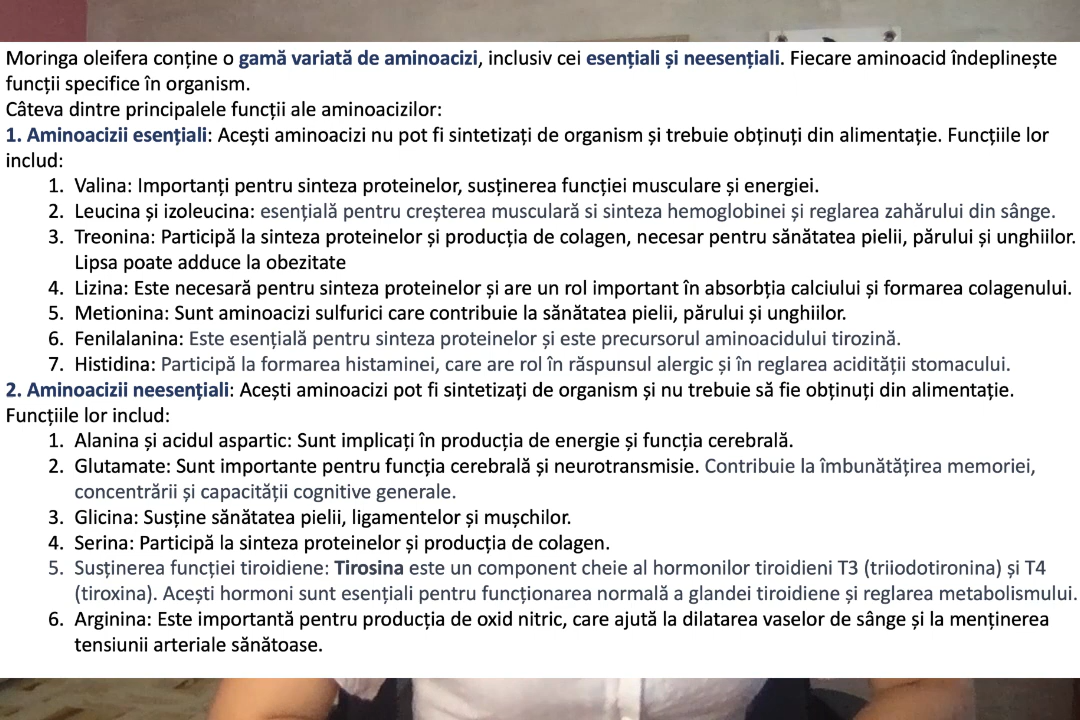 Moringa oleifera conține o gamă variată de aminoacizi, inclusiv cei esențiali și neesențiali. Fiecare aminoacid îndeplinește
funcții specifice în organism.
Câteva dintre principalele funcții ale aminoacizilor:
1. Aminoacizii esențiali: Acești aminoacizi nu pot fi sintetizați de organism și trebuie obținuți din alimentație. Funcțiile lor
includ:
1. Valina: Importanți pentru sinteza proteinelor, susținerea funcției musculare și energiei.
2. Leucina și izoleucina: esențială pentru creșterea musculară si sinteza hemoglobinei și reglarea zahărului din sânge.
3. Treonina: Participă la sinteza proteinelor și producția de colagen, necesar pentru sănătatea pielii, părului și unghiilor.
Lipsa poate adduce la obezitate
4. Lizina: Este necesară pentru sinteza proteinelor și are un rol important în absorbția calciului și formarea colagenului.
5. Metionina: Sunt aminoacizi sulfurici care contribuie la sănătatea pielii, părului și unghiilor.
6. Fenilalanina: Este esențială pentru sinteza proteinelor și este precursorul aminoacidului tirozină.
7. Histidina: Participă la formarea histaminei, care are rol în răspunsul alergic și în reglarea acidității stomacului.
2. Aminoacizii neesențiali: Acești aminoacizi pot fi sintetizați de organism și nu trebuie să fie obținuți din alimentație.
Funcțiile lor includ:
1. Alanina și acidul aspartic: Sunt implicați în producția de energie și funcția cerebrală.
2. Glutamate: Sunt importante pentru funcția cerebrală și neurotransmisie. Contribuie la îmbunătățirea memoriei,
concentrării și capacității cognitive generale.
3. Glicina: Susține sănătatea pielii, ligamentelor și mușchilor.
4. Serina: Participă la sinteza proteinelor și producția de colagen.
5. Susținerea funcției tiroidiene: Tirosina este un component cheie al hormonilor tiroidieni T3 (triiodotironina) și T4
(tiroxina). Acești hormoni sunt esențiali pentru funcționarea normală a glandei tiroidiene și reglarea metabolismului.
6. Arginina: Este importantă pentru producția de oxid nitric, care ajută la dilatarea vaselor de sânge și la menținerea
tensiunii arteriale sănătoase.